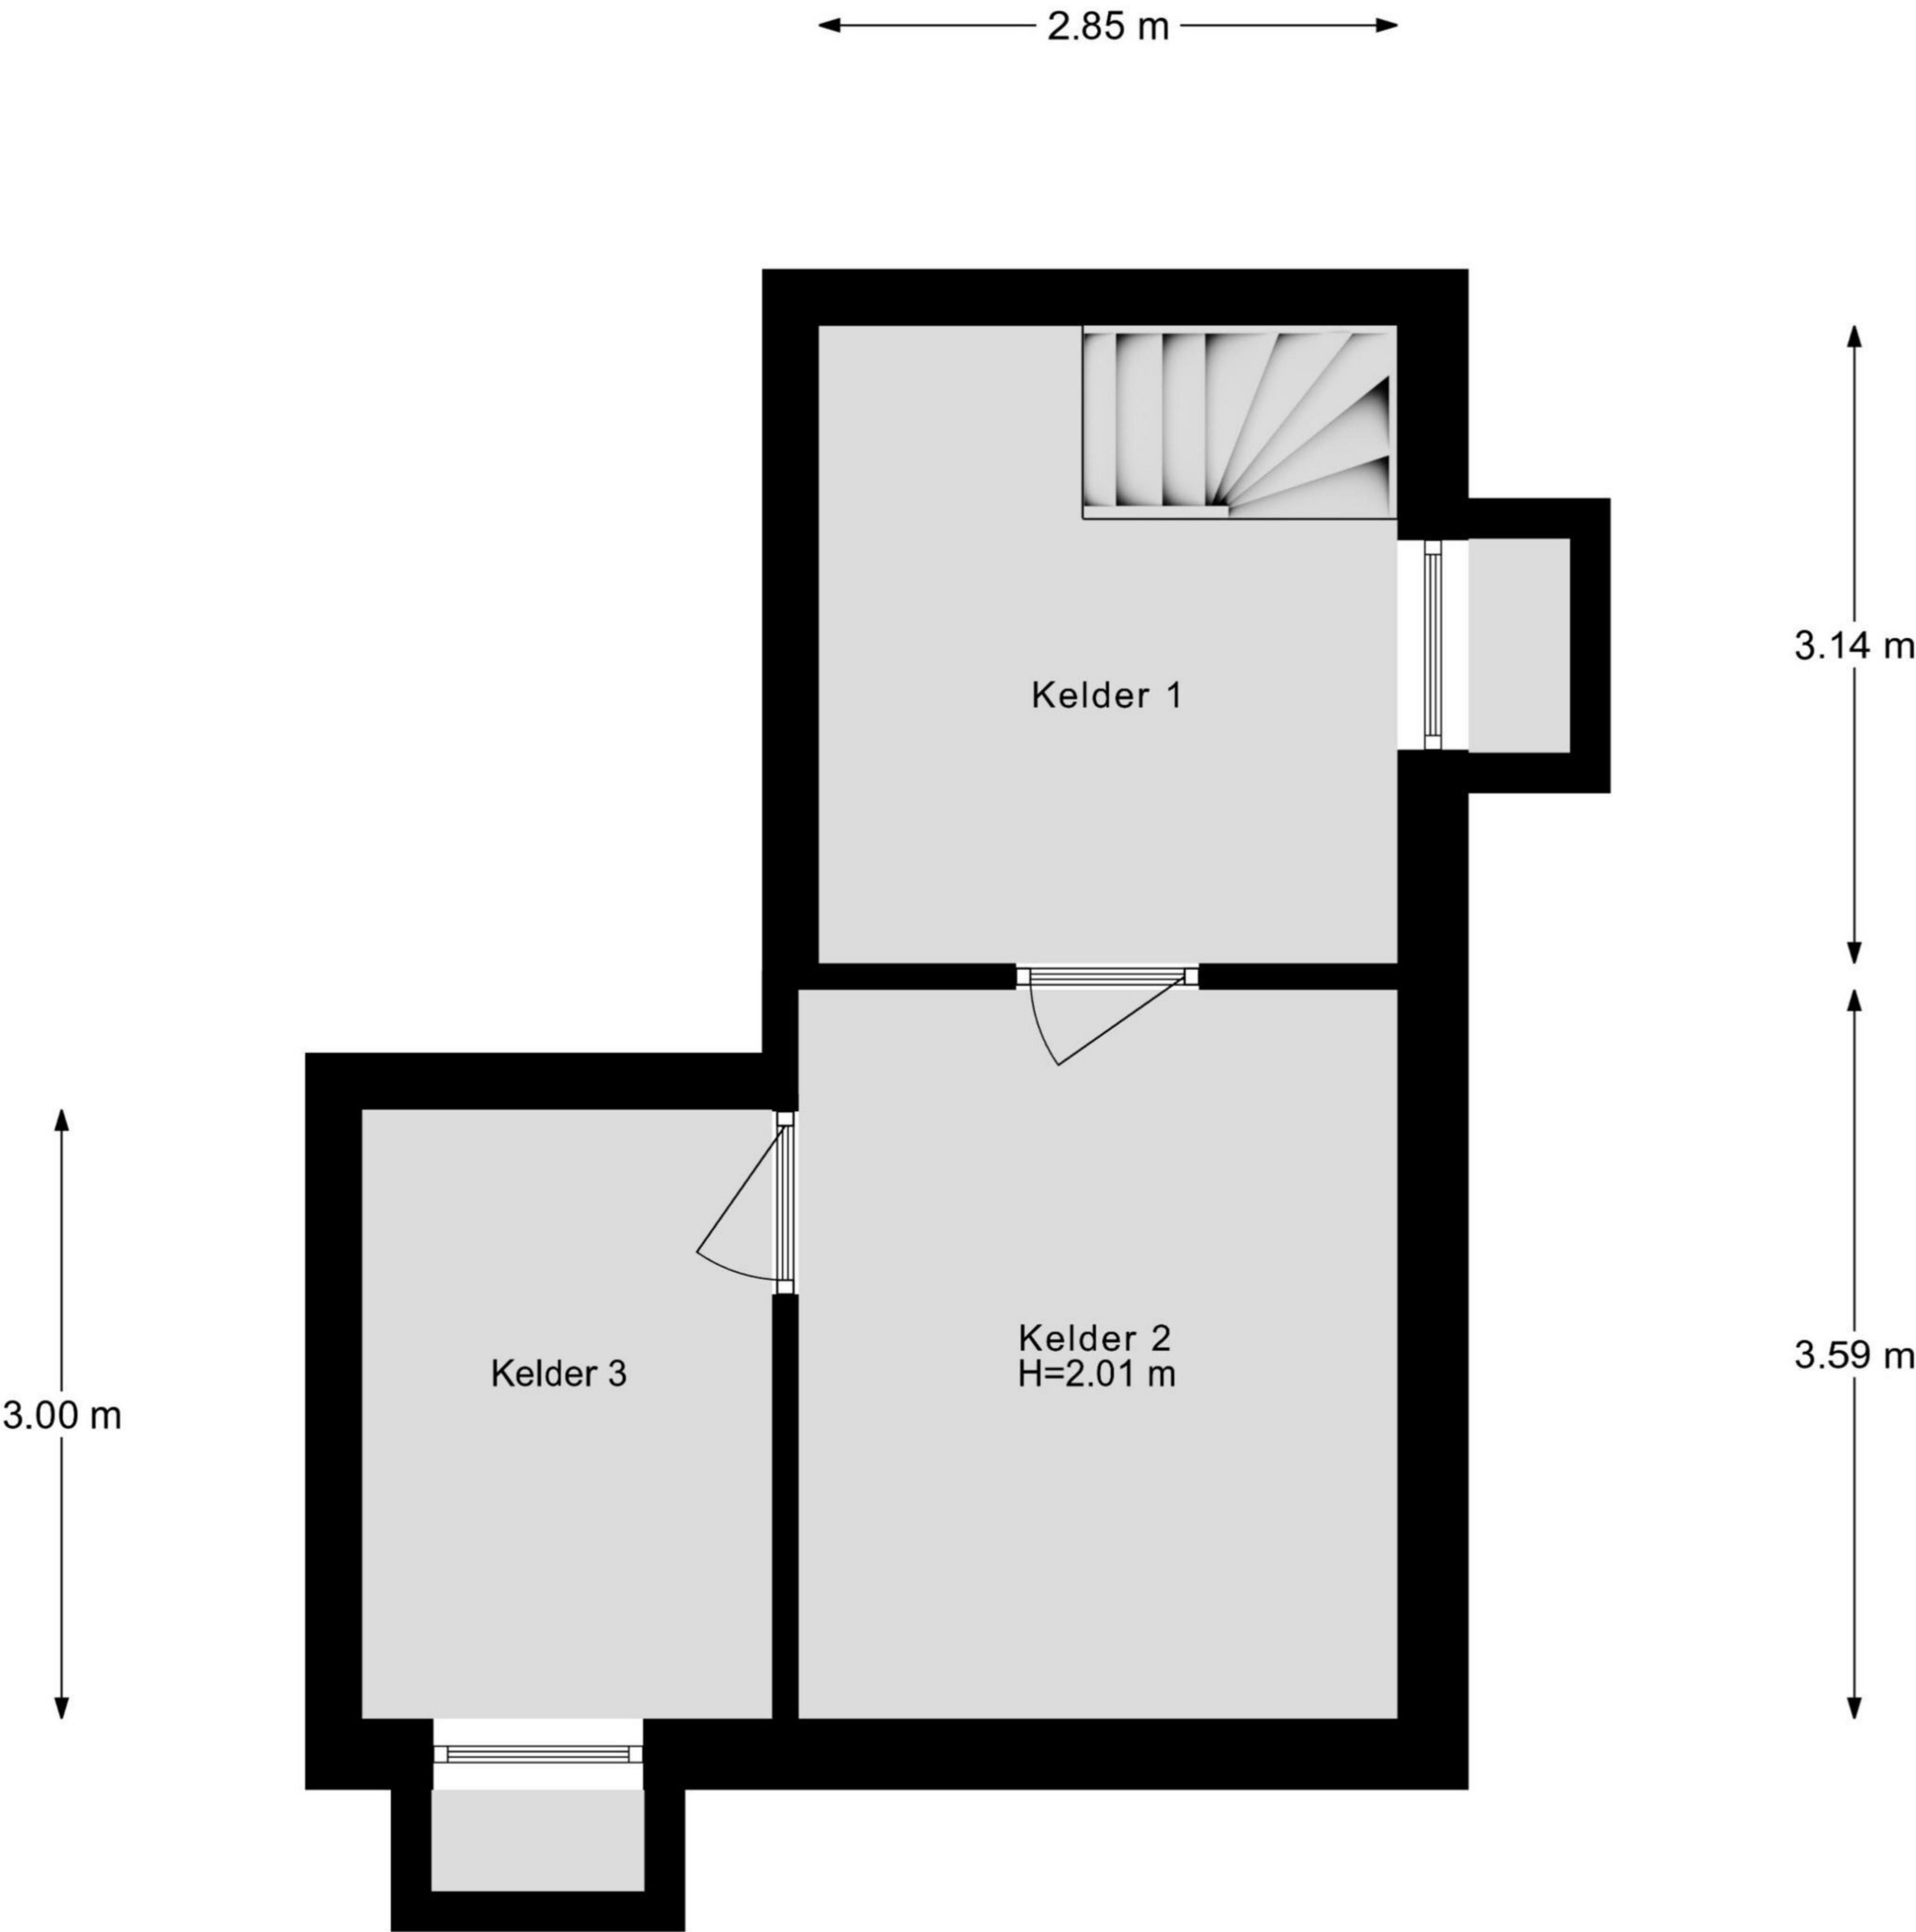 2.85 m
3.14 m
Kelder 1
Kelder 2
H=2.01 m
3.59 m
Kelder 3
3.00 m